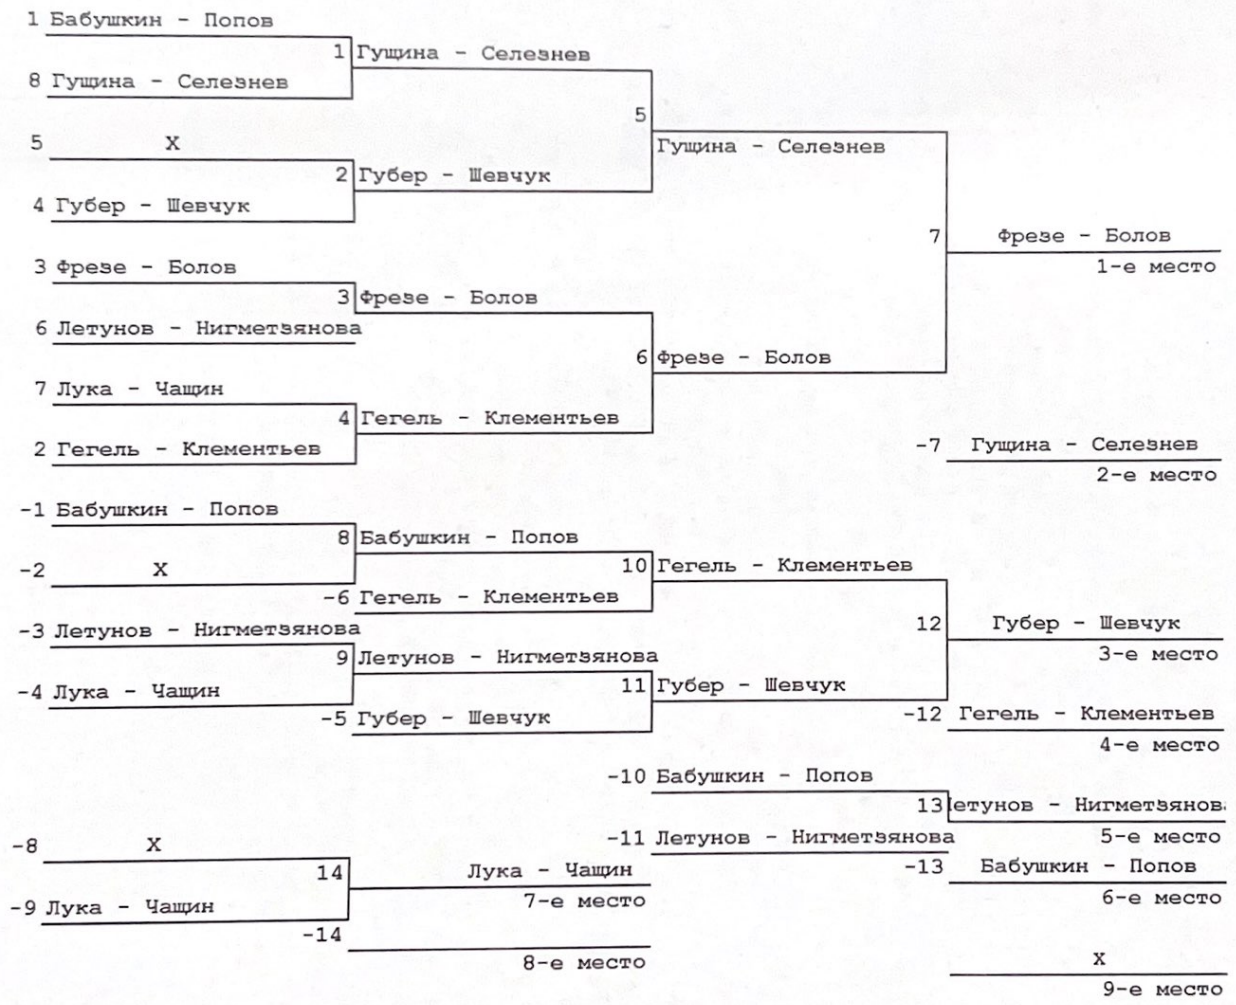 1 Бабушкин - Попов
1 Гущина - Селезнев
8 Гущина - Селезнев
5
5 X
Гущина - Селезнев
2 Губер - Шевчук
4 Губер - Шевчук
7 Фрезе - Болов
3 Фрезе - Болов
1-е место
3 Фрезе - Болов
6 Летунов - Нигметзянова
6 Фрезе - Болов
7 Лука - Чащин
4 Гегель - Клементьев
2 Гегель - Клементьев
-7 Гущина - Селезнев
2-е место
-1 Бабушкин - Попов
8 Бабушкин - Попов
-2 X
10 Гегель - Клементьев
-6 Гегель - Клементьев
-3 Летунов - Нигметзянова
12 Губер - Шевчук
3-е место
9 Летунов - Нигметзянова
-4 Лука - Чащин
11 Губер - Шевчук
-5 Губер - Шевчук
-12 Гегель - Клементьев
4-е место
-10 Бабушкин - Попов
13 Летунов - Нигметзянов
-11 Летунов - Нигметзянова
5-е место
-8 X
-13 Бабушкин - Попов
14 Лука - Чащин
7-е место
6-е место
-9 Лука - Чащин
-14
8-е место
X
9-е место